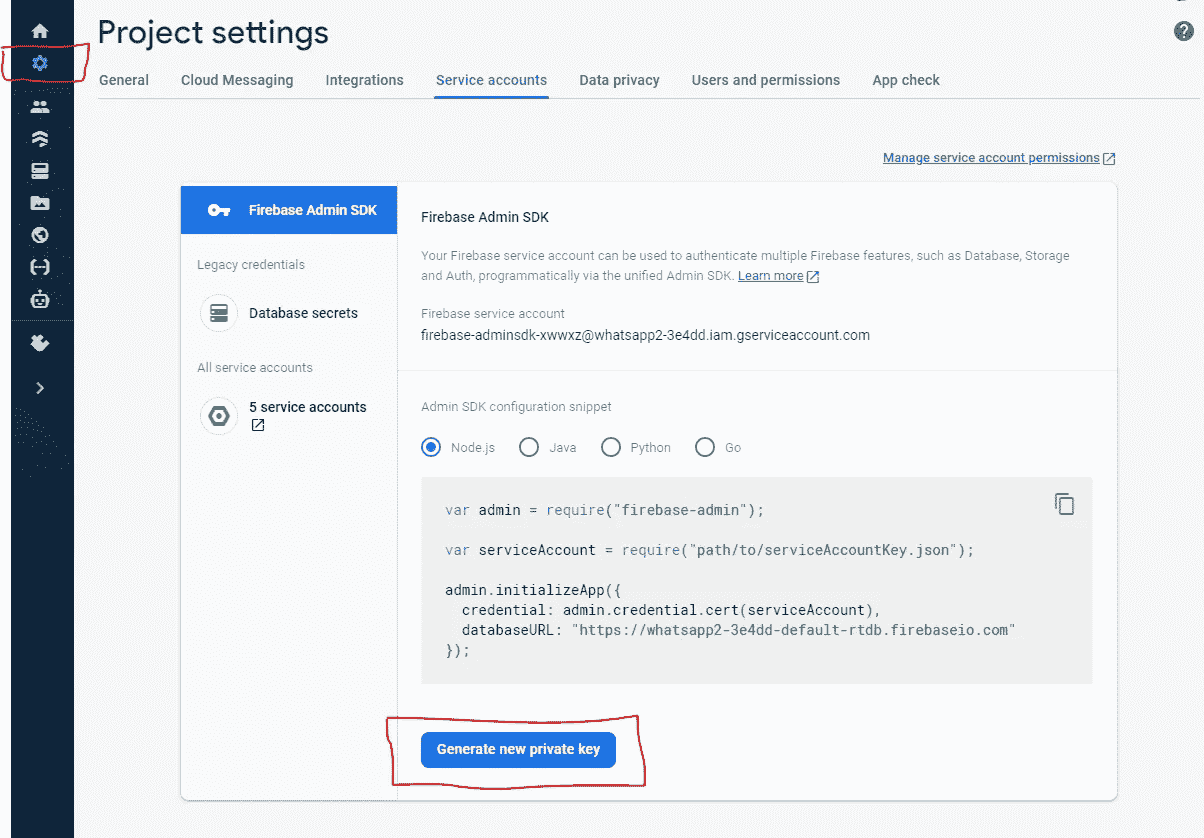 Project settings
General Cloud Messaging Integrations Service accounts Data privacy Users and permissions App check
Manage service account permissions
Firebase Admin SDK
Legacy credentials
Database secrets
All service accounts
5 service accounts
Firebase Admin SDK
Your Firebase service account can be used to authenticate multiple Firebase features, such as Database, Storage
and Auth, programmatically via the unified Admin SDK. Learn more
Firebase service account
firebase-adminsdk-xwwxz@whatsapp2-3e4dd.iam.gserviceaccount.com
Admin SDK configuration snippet
Node.js Java Python Go
var admin = require("firebase-admin");
var serviceAccount = require("path/to/serviceAccountKey.json");
admin.initializeApp({
credential: admin.credential.cert(serviceAccount),
databaseURL: "https://whatsapp2-3e4dd-default-rtdb.firebaseio.com"
});
Generate new private key